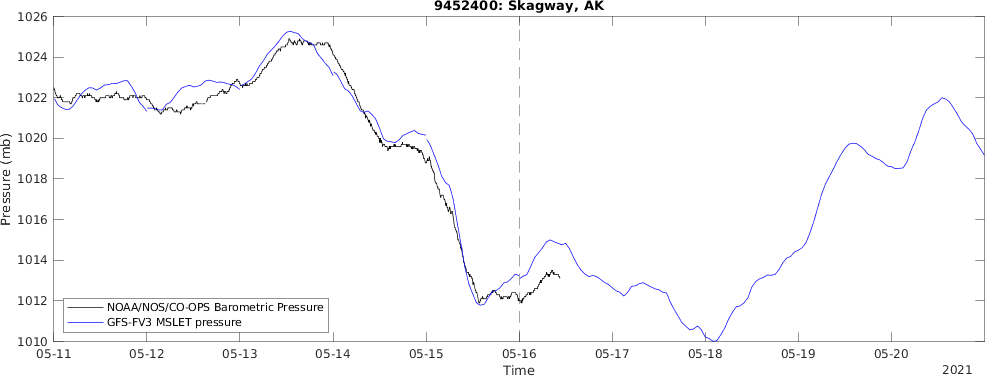 9452400: Skagway, AK
1026
1024
1022
1020
1018
1016
1014
1012
1010
Pressure (mb)
NOAA/NOS/CO-OPS Barometric Pressure
GFS-FV3 MSLET pressure
05-11 05-12 05-13 05-14 05-15 05-16 05-17 05-18 05-19 05-20
Time
2021